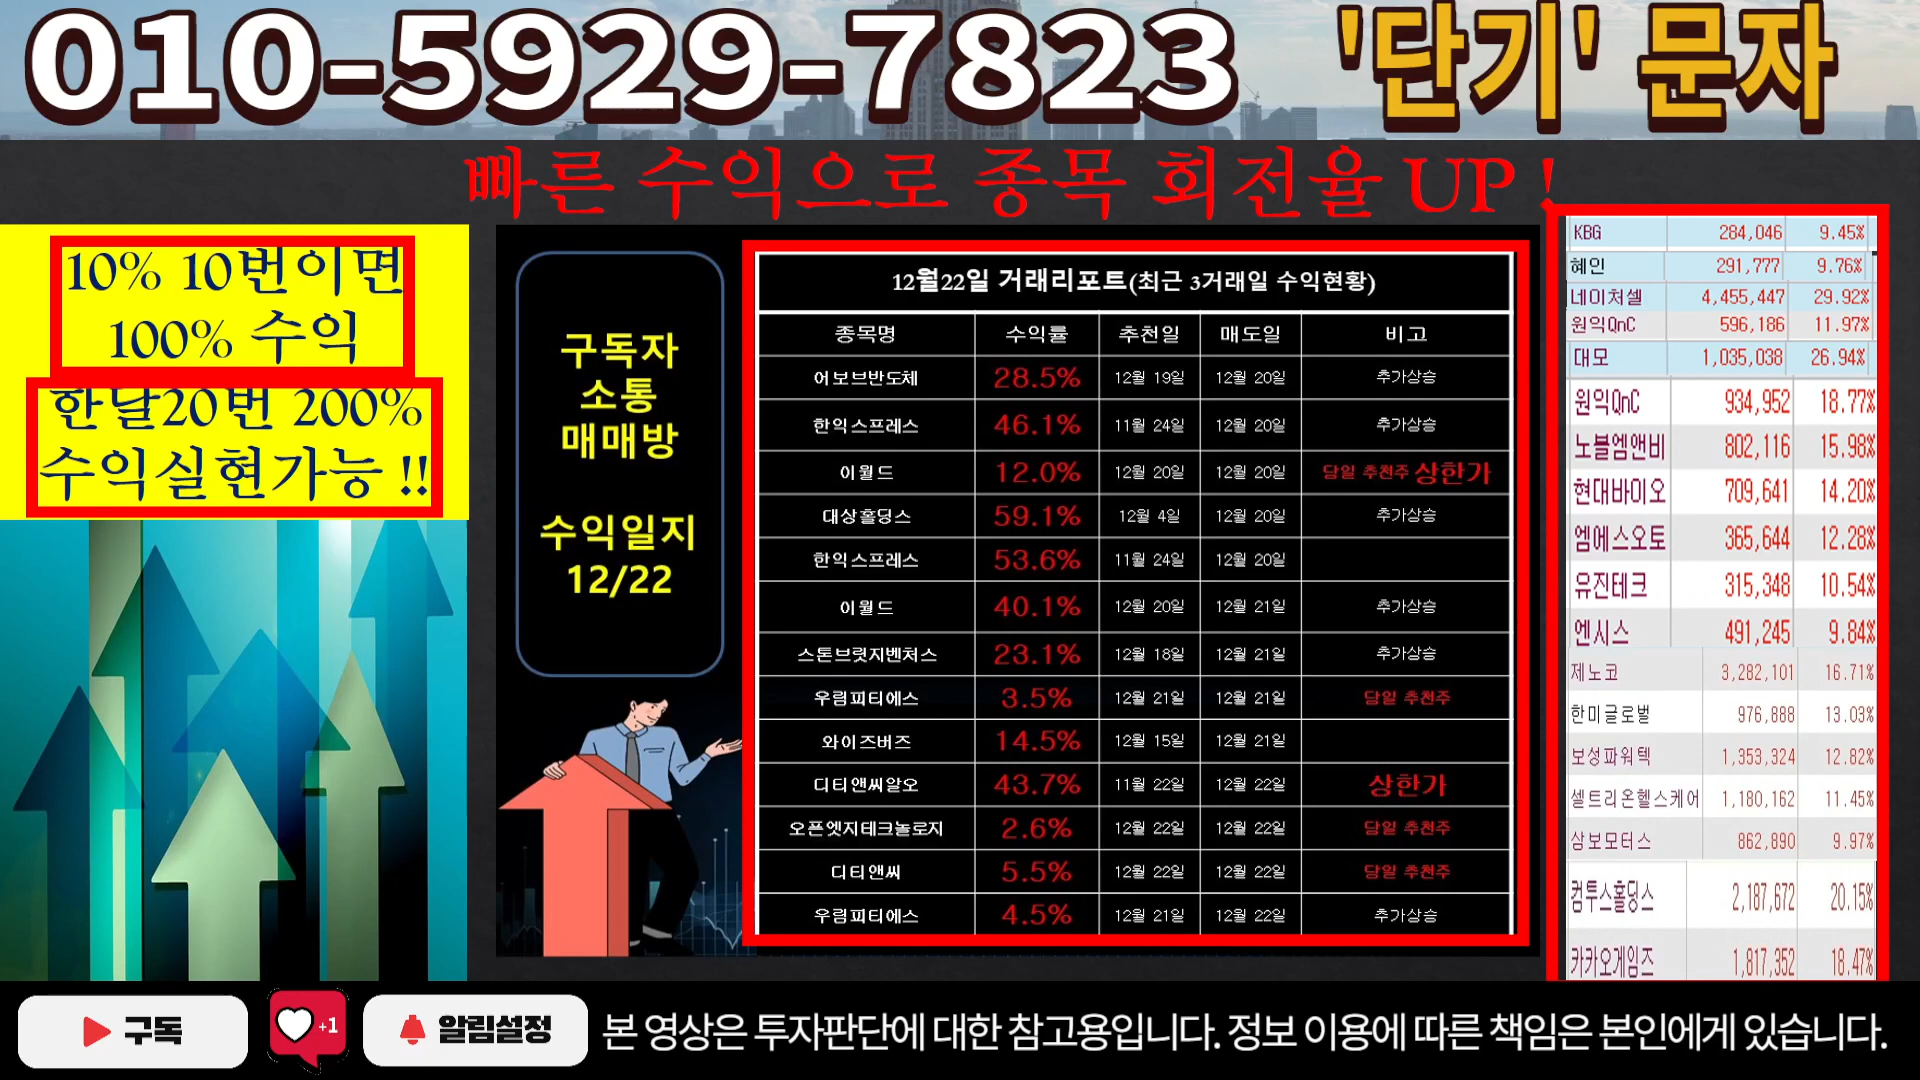 010-5929-7823 '단기' 문자
빠른 수익으로 종목 회전율 UP !
10% 10번이면
100% 수익
한달20번 200%
수익실현가능 !!
구독자
소통
매매방
수익일지
12/22
12월22일 거래리포트(최근 3거래일 수익현황)
종목명 수익률 추천일 매도일 비고
어보브반도체 28.5% 12월 19일 12월 20일 추가상승
한익스프레스 46.1% 11월 24일 12월 20일 추가상승
이월드 12.0% 12월 20일 12월 20일 당일 추천주 상한가
대상홀딩스 59.1% 12월 4일 12월 20일 추가상승
한익스프레스 53.6% 11월 24일 12월 20일
이월드 40.1% 12월 20일 12월 21일 추가상승
스톤브릿지벤처스 23.1% 12월 18일 12월 21일 추가상승
우림피티에스 3.5% 12월 21일 12월 21일 당일 추천주
와이즈버즈 14.5% 12월 15일 12월 21일
디티앤씨알오 43.7% 11월 22일 12월 22일 상한가
오픈엣지테크놀로지 2.6% 12월 22일 12월 22일 당일 추천주
디티앤씨 5.5% 12월 22일 12월 22일 당일 추천주
우림피티에스 4.5% 12월 21일 12월 22일 추가상승
KBG 284,046 9.45%
혜인 291,777 9.76%
네이처셀 4,455,447 29.92%
원익QnC 596,186 11.97%
대모 1,035,038 26.94%
원익QnC 934,952 18.77%
노블엠앤비 802,116 15.98%
현대바이오 709,641 14.20%
엠에스오토 365,644 12.28%
유진테크 315,348 10.54%
엔시스 491,245 9.84%
제노코 3,282,101 16.71%
한미글로벌 976,888 13.03%
보성파워텍 1,353,324 12.82%
셀트리온헬스케어 1,180,162 11.45%
삼보모터스 862,890 9.97%
컴투스홀딩스 2,187,672 20.15%
카카오게임즈 1,817,352 18.47%
구독 +1 알림설정 본 영상은 투자판단에 대한 참고용입니다. 정보 이용에 따른 책임은 본인에게 있습니다.